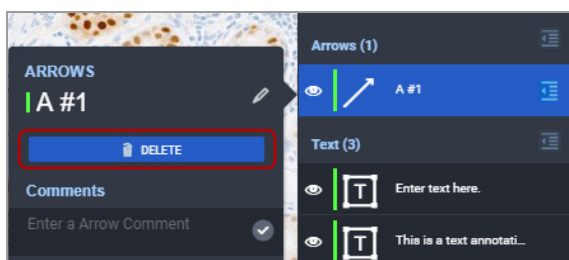 ARROWS
A #1
DELETE
Comments
Enter a Arrow Comment
Arrows (1)
A #1
Text (3)
T
Enter text here.
T
This is a text annotati...